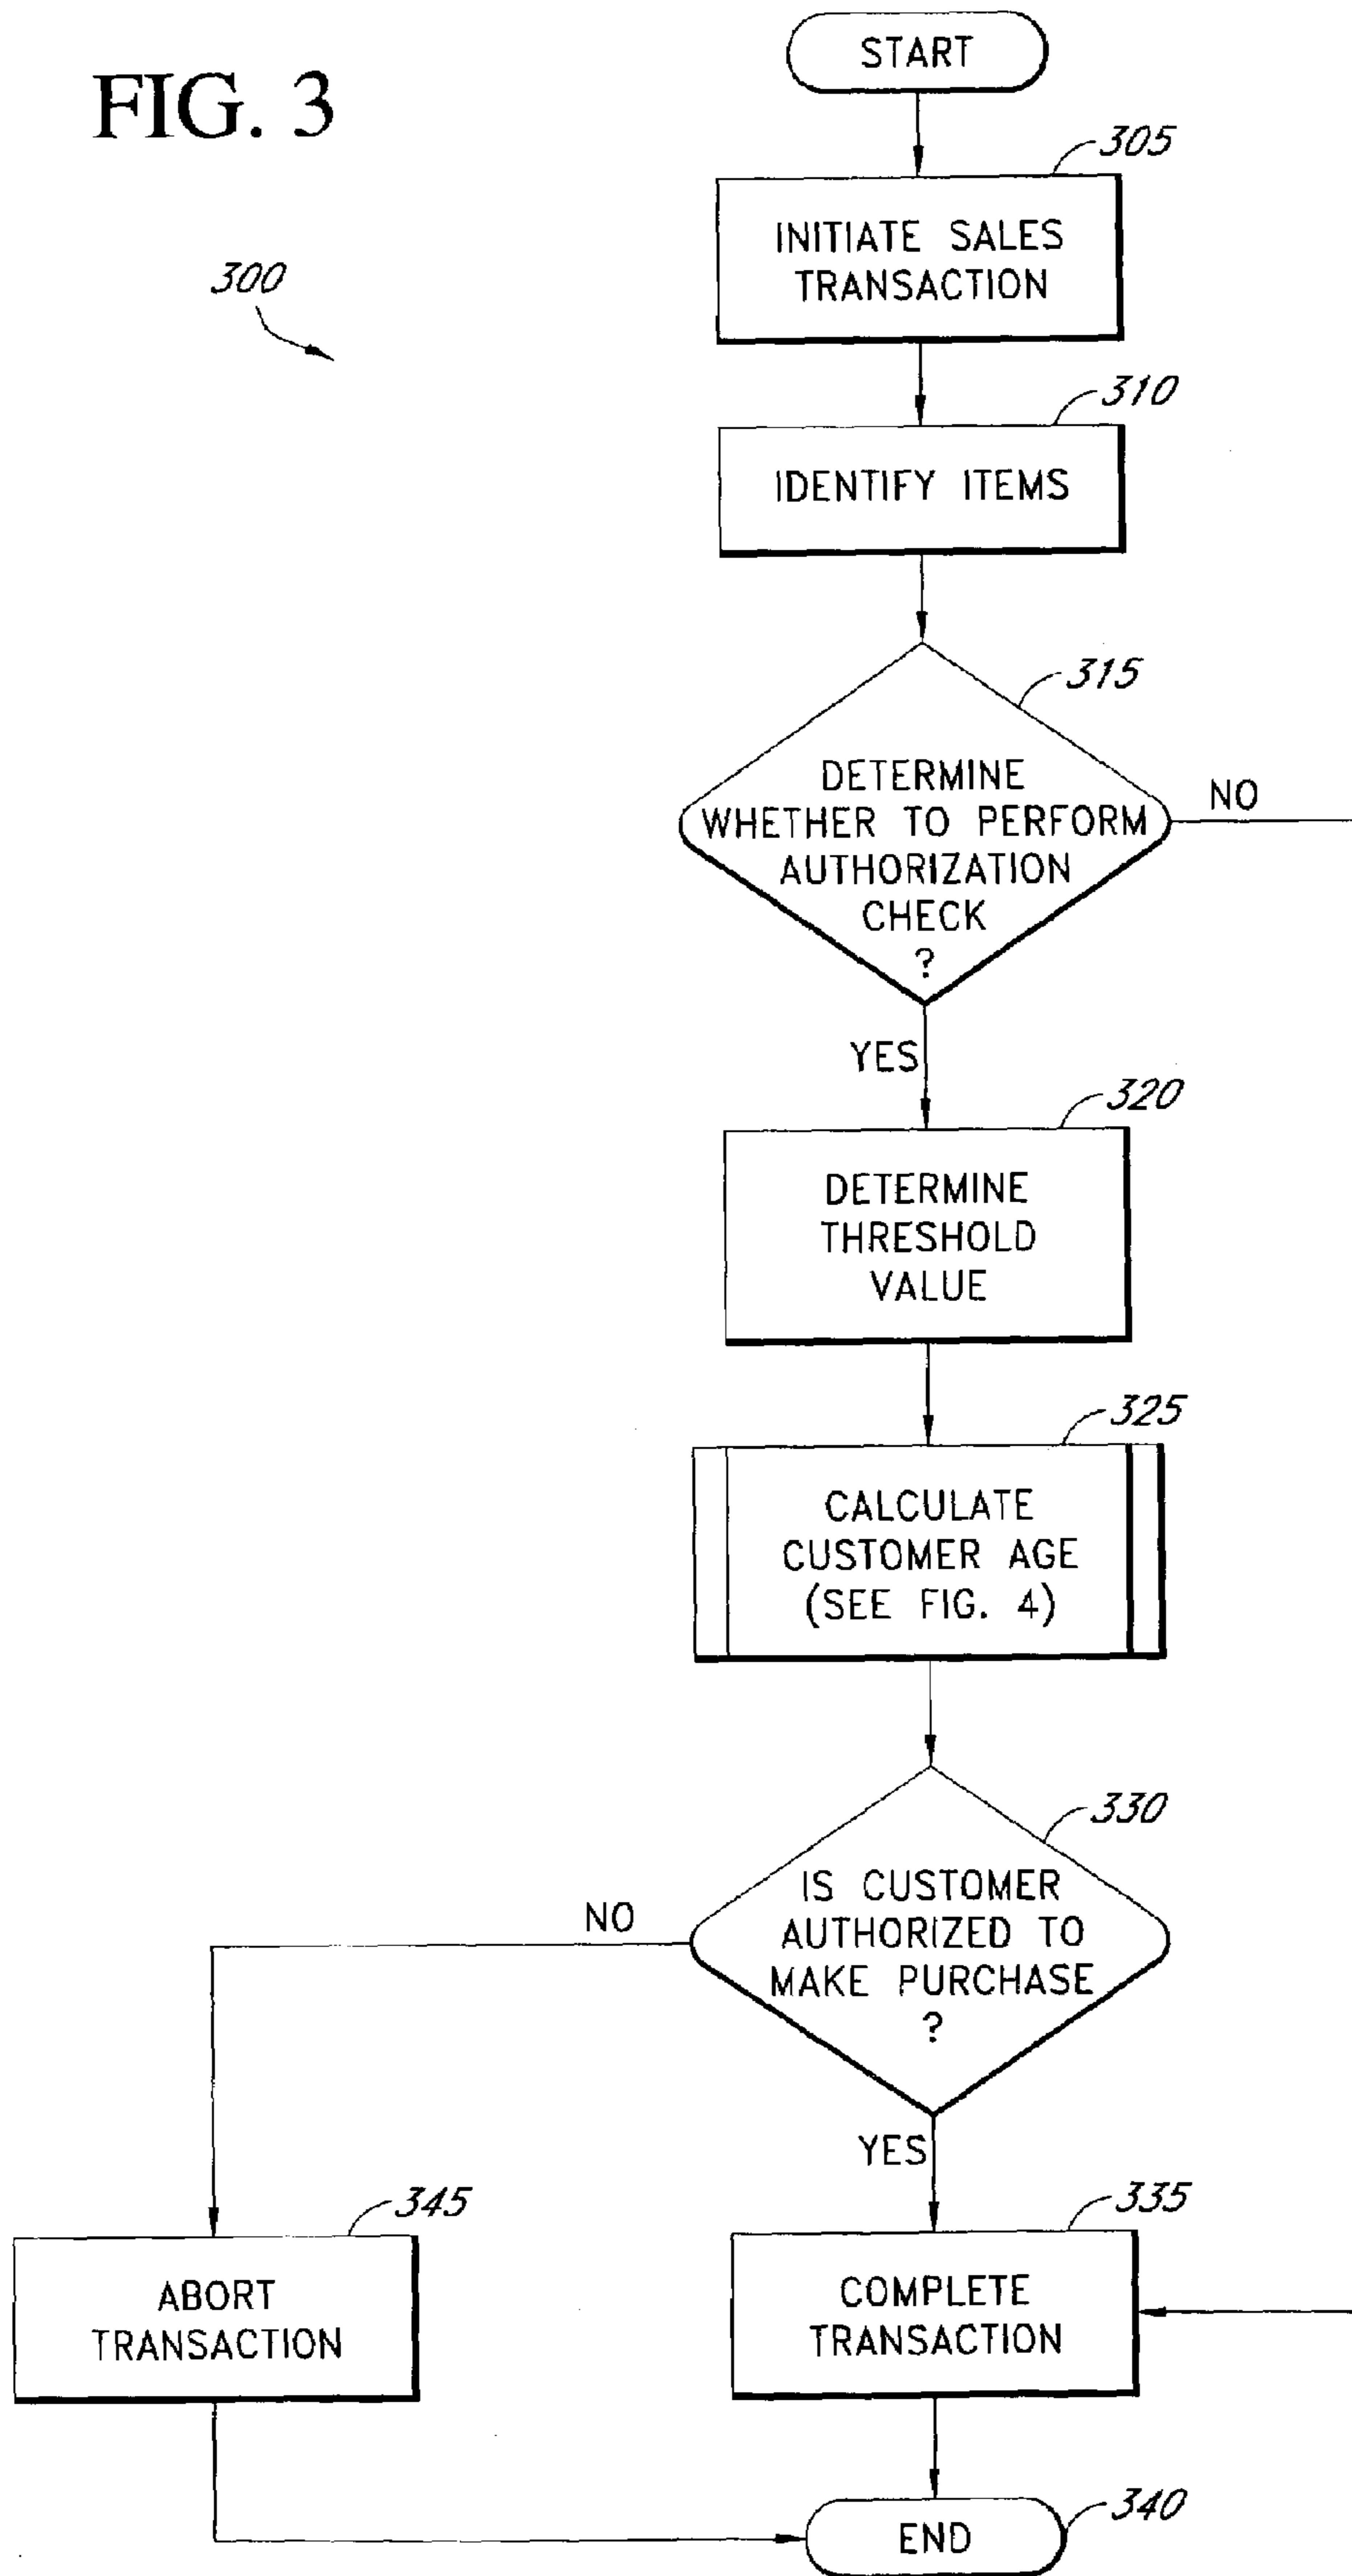 FIG. 3
300
START
305
INITIATE SALES
TRANSACTION
310
IDENTIFY ITEMS
315
DETERMINE
WHETHER TO PERFORM
AUTHORIZATION
CHECK
?
NO
YES
320
DETERMINE
THRESHOLD
VALUE
325
CALCULATE
CUSTOMER AGE
(SEE FIG. 4)
330
IS CUSTOMER
AUTHORIZED TO
MAKE PURCHASE
?
NO
YES
345
ABORT
TRANSACTION
335
COMPLETE
TRANSACTION
340
END